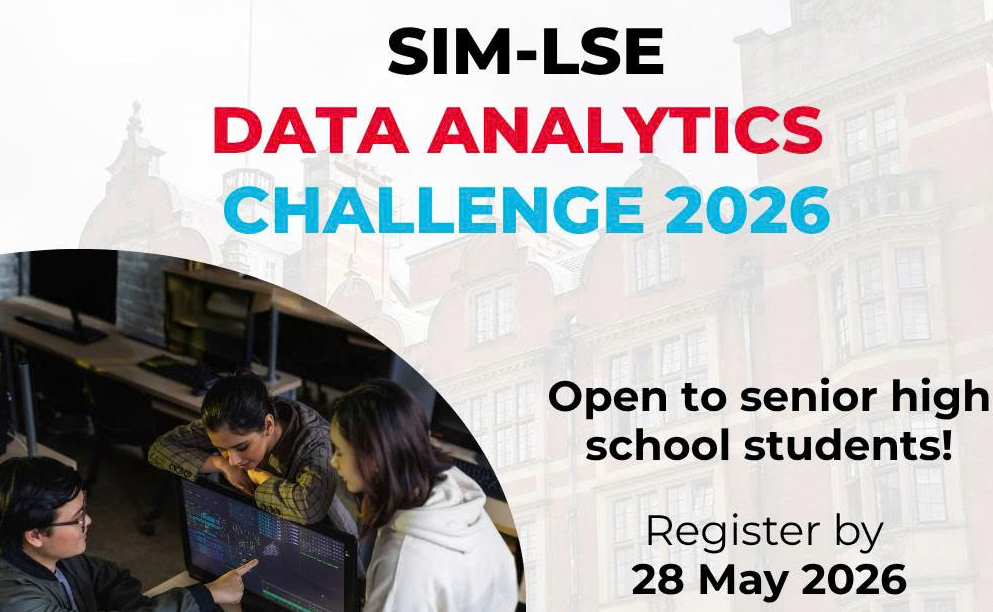 SIM-LSE
DATA ANALYTICS
CHALLENGE 2026
Open to senior high
school students!
Register by
28 May 2026